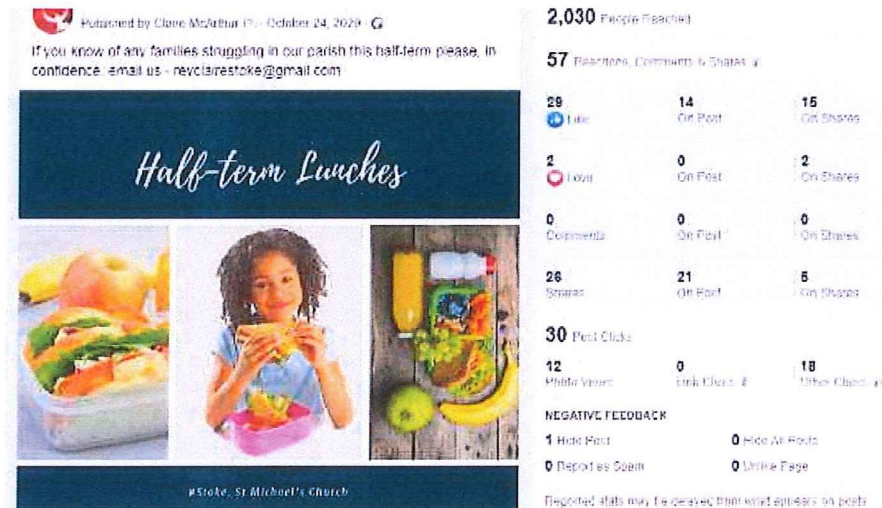 Published by Claire McArthur · October 24, 2020 ·
If you know of any families struggling in our parish this half-term please, in
confidence, email us - revclairestoke@gmail.com
Half-term Lunches
#Stoke, St Michael's Church
2,030 People Reached
57 Reactions, Comments & Shares
29 14 15
Like On Post On Shares
2 0 2
Love On Post On Shares
0 0 0
Comments On Post On Shares
26 21 5
Shares On Post On Shares
30 Post Clicks
12 0 18
Photo Views Link Clicks Other Clicks
NEGATIVE FEEDBACK
1 Hide Post 0 Hide All Posts
0 Report as Spam 0 Unlike Page
Reported stats may be delayed from what appears on posts